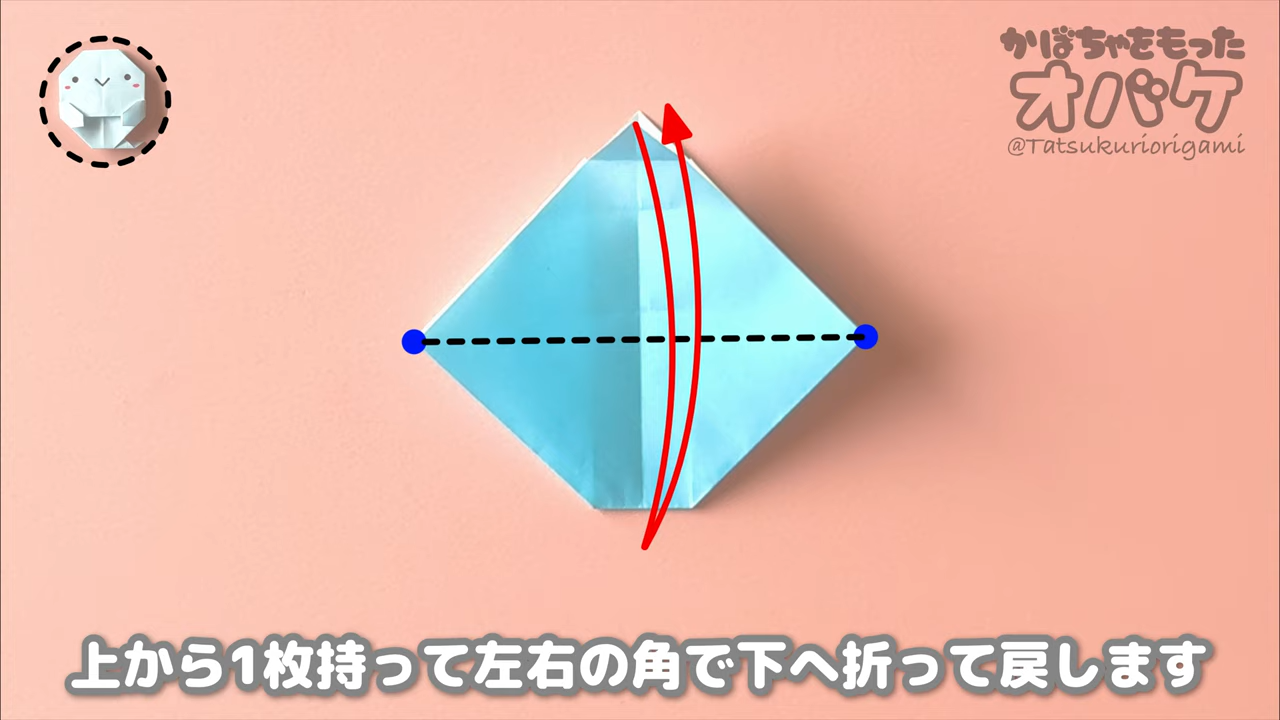 かぼちゃをもった
オバケ
@Tatsukuriorigami
上から1枚持って左右の角で下へ折って戻します